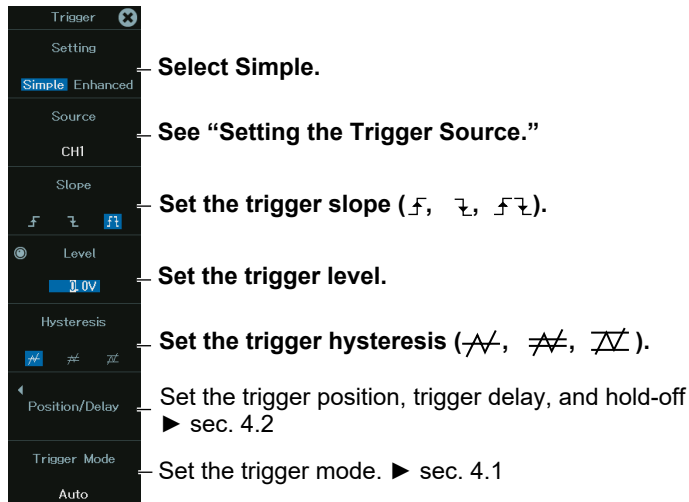 Trigger
Setting
Simple Enhanced
Select Simple.
Source
CH1
See “Setting the Trigger Source.”
Slope
Set the trigger slope (, , ).
Level
0.0V
Set the trigger level.
Hysteresis
Set the trigger hysteresis (, , ).
Position/Delay
Set the trigger position, trigger delay, and hold-off
► sec. 4.2
Trigger Mode
Auto
Set the trigger mode. ► sec. 4.1